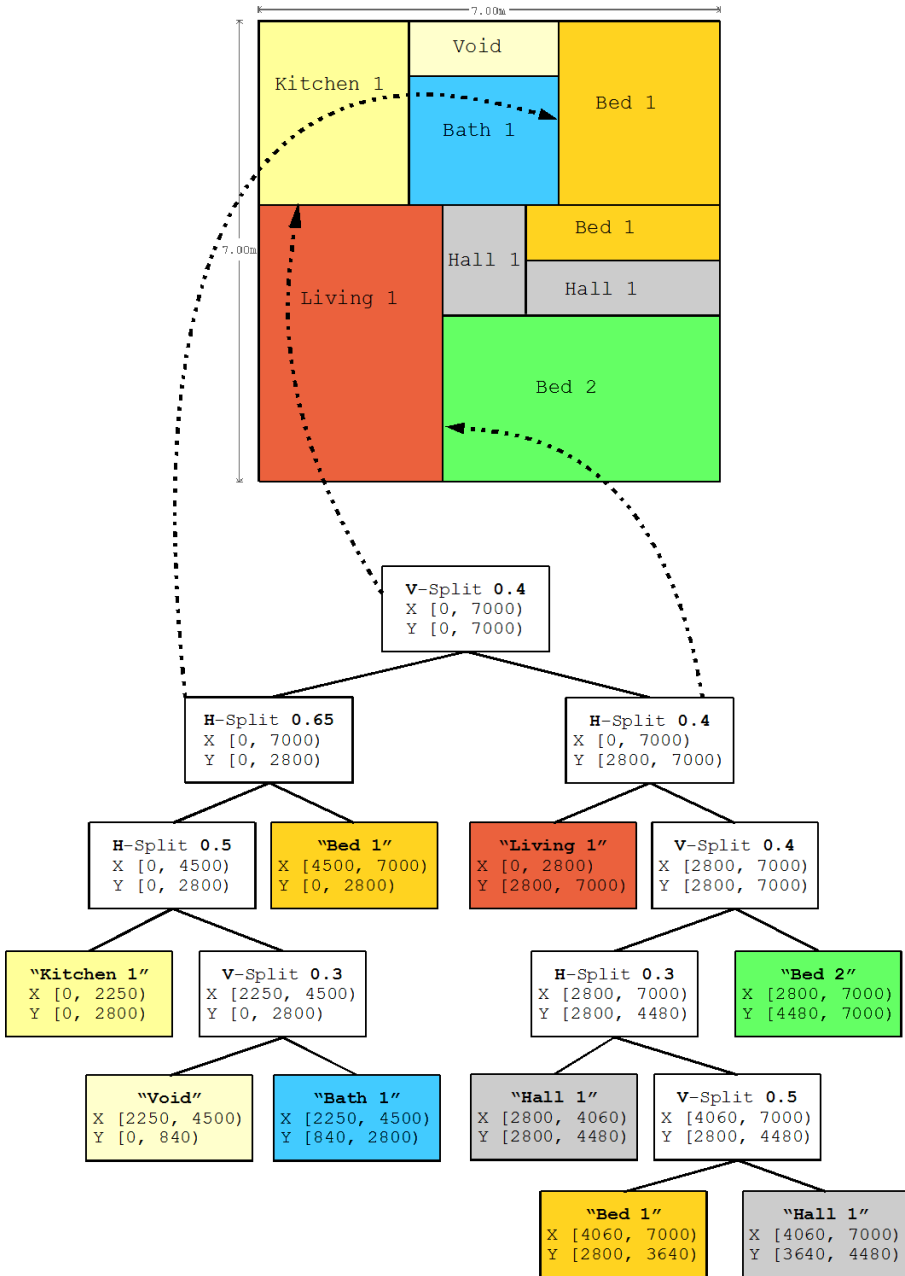 7.00m
Void
Kitchen 1
Bed 1
Bath 1
Bed 1
7.00m
Hall 1
Hall 1
Living 1
Bed 2
V-Split 0.4
X [0, 7000)
Y [0, 7000)
H-Split 0.65
X [0, 7000)
Y [0, 2800)
H-Split 0.4
X [0, 7000)
Y [2800, 7000)
H-Split 0.5
X [0, 4500)
Y [0, 2800)
“Bed 1”
X [4500, 7000)
Y [0, 2800)
“Living 1”
X [0, 2800)
Y [2800, 7000)
V-Split 0.4
X [2800, 7000)
Y [2800, 7000)
“Kitchen 1”
X [0, 2250)
Y [0, 2800)
V-Split 0.3
X [2250, 4500)
Y [0, 2800)
H-Split 0.3
X [2800, 7000)
Y [2800, 4480)
“Bed 2”
X [2800, 7000)
Y [4480, 7000)
“Void”
X [2250, 4500)
Y [0, 840)
“Bath 1”
X [2250, 4500)
Y [840, 2800)
“Hall 1”
X [2800, 4060)
Y [2800, 4480)
V-Split 0.5
X [4060, 7000)
Y [2800, 4480)
“Bed 1”
X [4060, 7000)
Y [2800, 3640)
“Hall 1”
X [4060, 7000)
Y [3640, 4480)